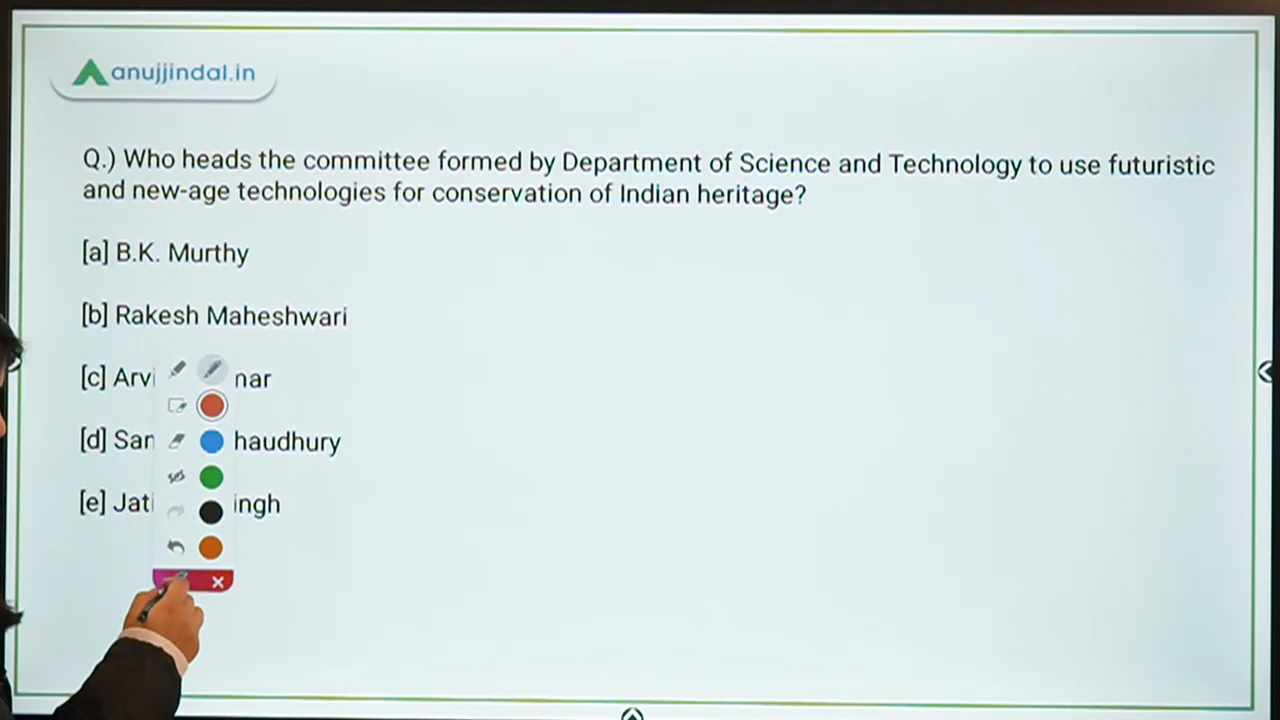 anujjindal.in
Q.) Who heads the committee formed by Department of Science and Technology to use futuristic
and new-age technologies for conservation of Indian heritage?
[a] B.K. Murthy
[b] Rakesh Maheshwari
[c] Arvi nar
[d] San haudhury
[e] Jati ingh